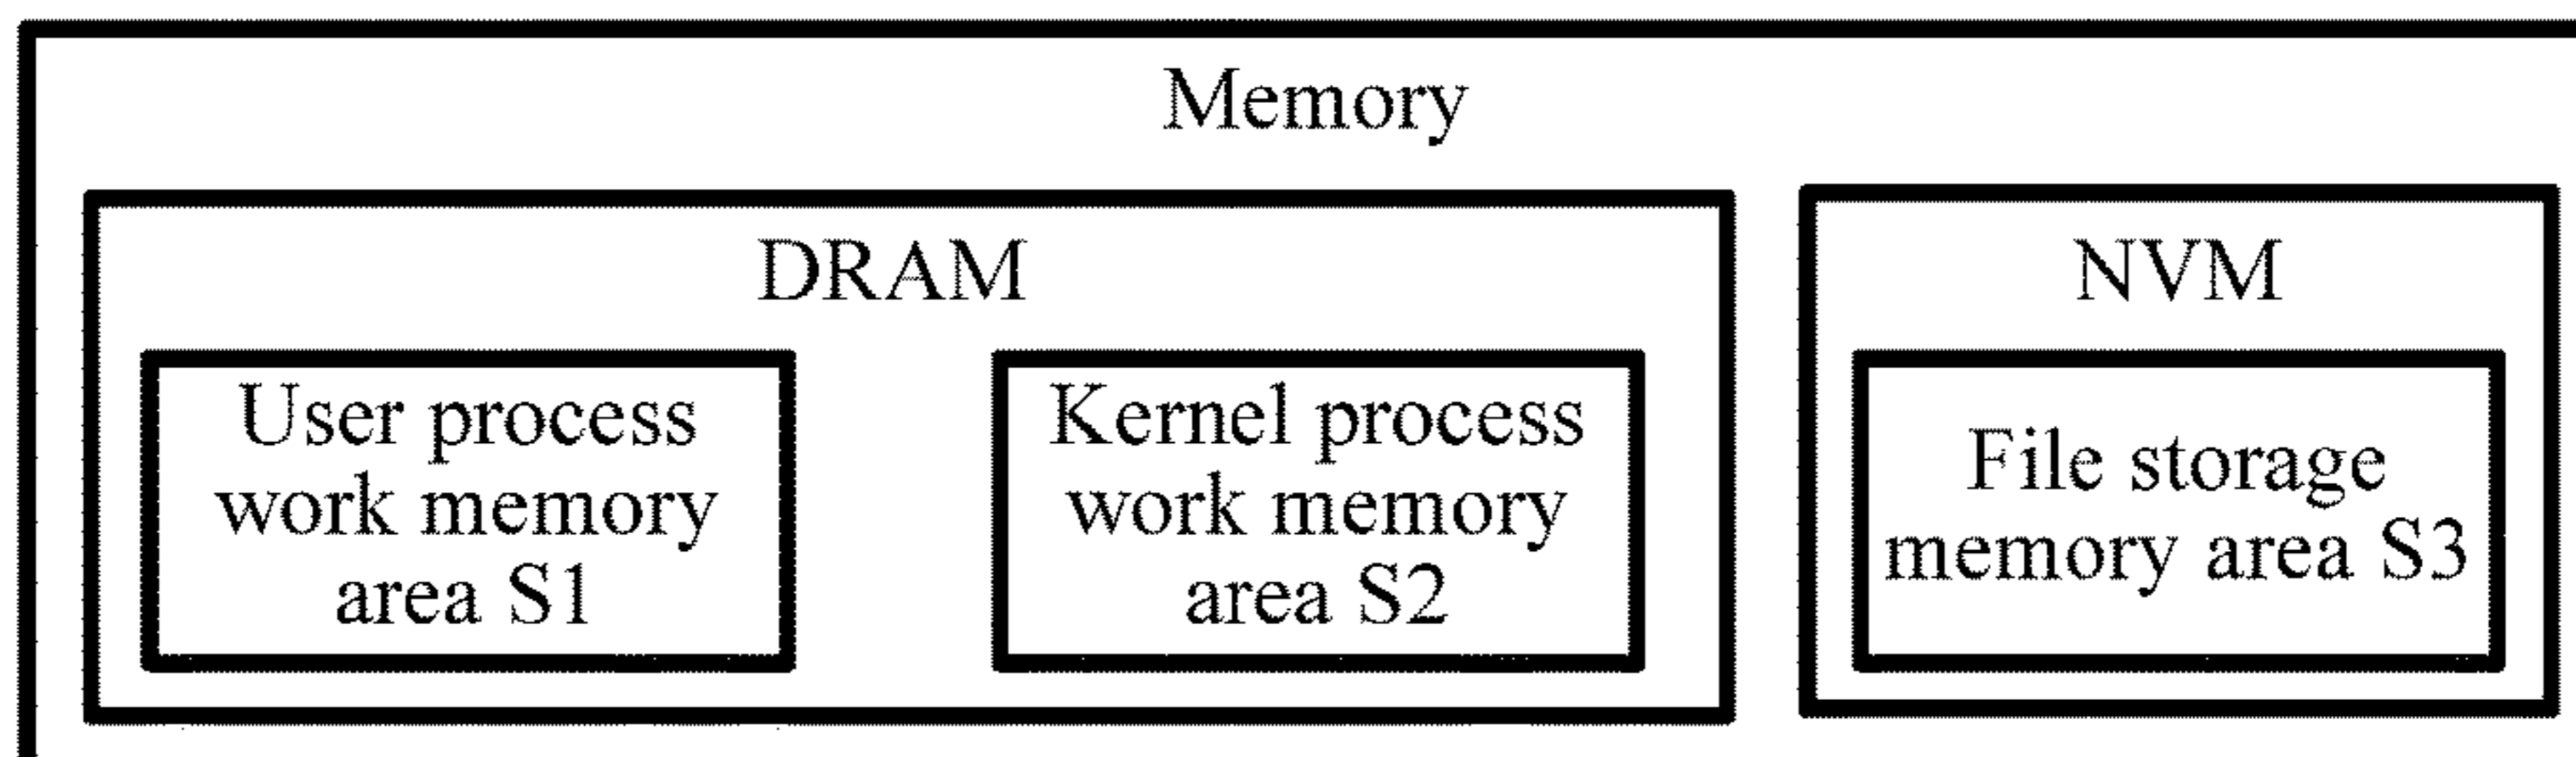 Memory
DRAM
NVM
User process
work memory
area S1
Kernel process
work memory
area S2
File storage
memory area S3